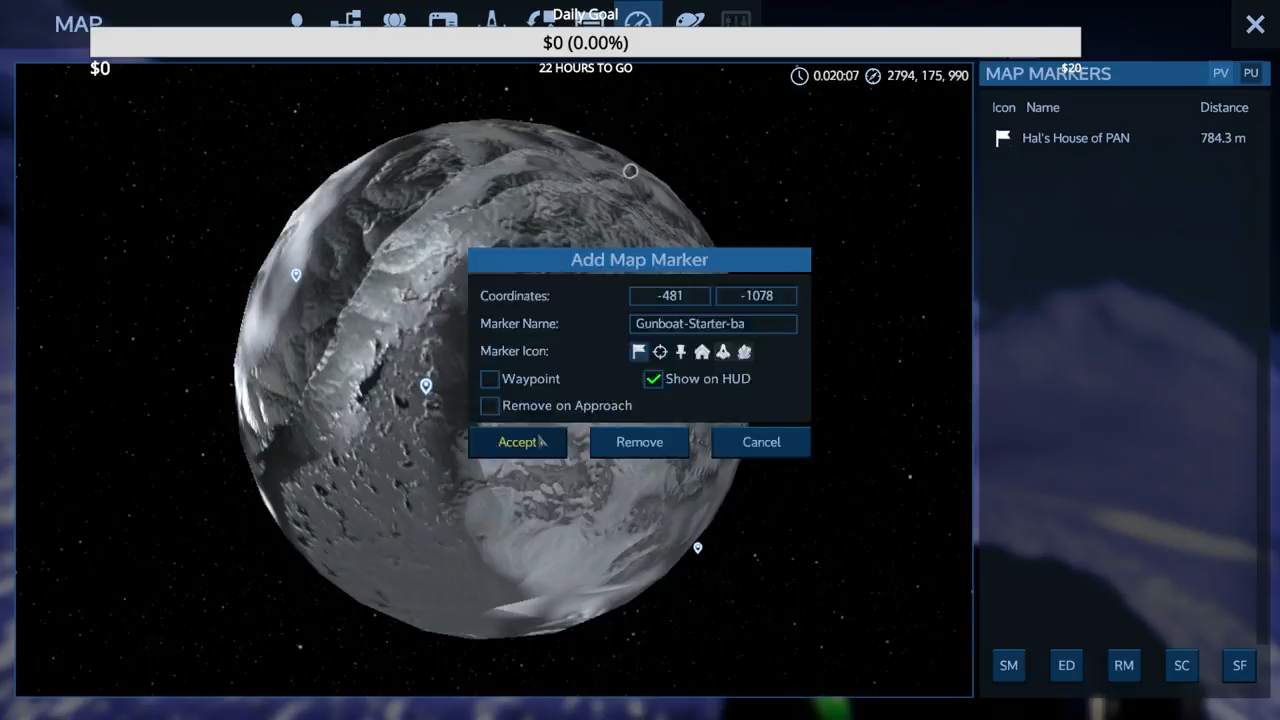 MAP
Daily Goal
$0 (0.00%)
$0
22 HOURS TO GO
$20
0.020:07
2794, 175, 990
MAP MARKERS
PV
PU
Icon Name Distance
Hal's House of PAN 784.3 m
Add Map Marker
Coordinates: -481 -1078
Marker Name: Gunboat-Starter-ba
Marker Icon:
Waypoint Show on HUD
Remove on Approach
Accept Remove Cancel
SM ED RM SC SF